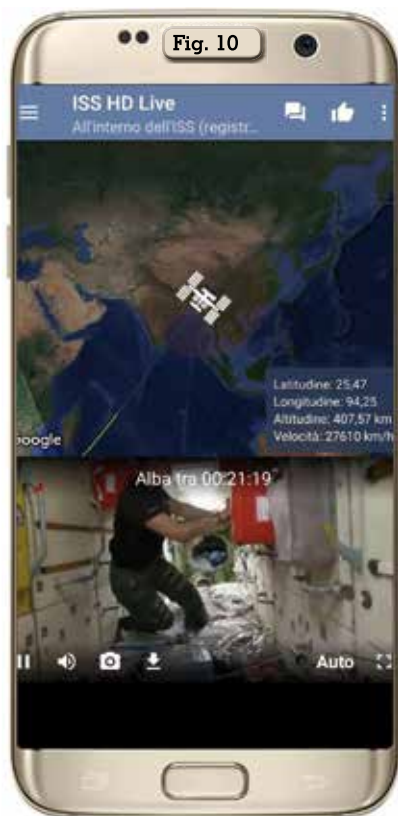 Fig. 10
ISS HD Live
All'interno dell'ISS (registr...
Latitudine: 25,47
Longitudine: 94,25
Altitudine: 407,57 km
Velocità: 27610 km/h
Google
Alba tra 00:21:19
Auto